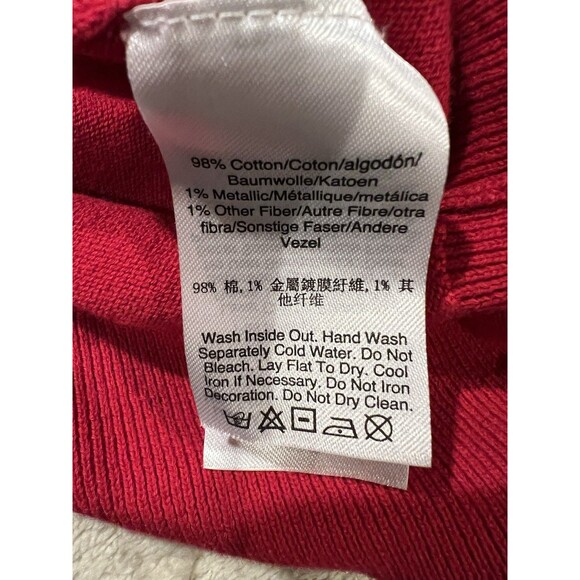 98% Cotton/Coton/algodón/
Baumwolle/Katoen
1% Metallic/Métallique/metálica
1% Other Fiber/Autre Fibre/otra
fibra/Sonstige Faser/Andere
Vezel
98% 棉,1% 金屬鍍膜纖維,1% 其
他纤维
Wash Inside Out. Hand Wash
Separately Cold Water. Do Not
Bleach. Lay Flat To Dry. Cool
Iron If Necessary. Do Not Iron
Decoration. Do Not Dry Clean.